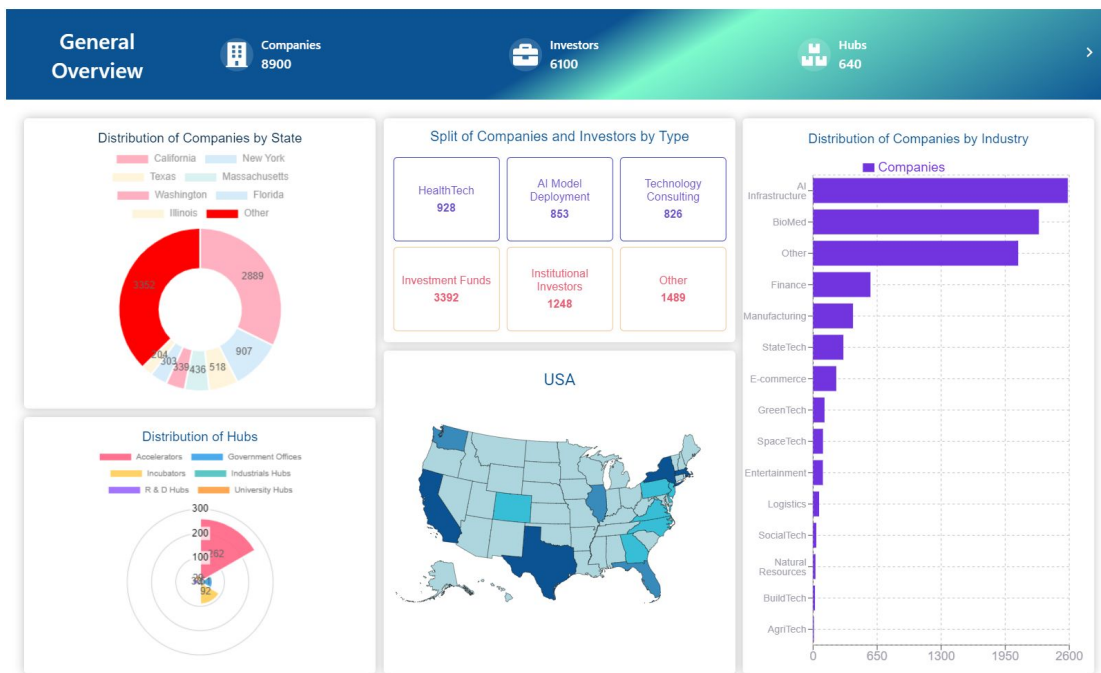 General
Overview
Companies
8900
Investors
6100
Hubs
640
Distribution of Companies by State
California New York
Texas Massachusetts
Washington Florida
Illinois Other
3352
2889
204
303
339
436
518
907
Distribution of Hubs
Accelerators Government Offices
Incubators Industrials Hubs
R & D Hubs University Hubs
300
200
100
262
92
Split of Companies and Investors by Type
HealthTech
928
AI Model
Deployment
853
Technology
Consulting
826
Investment Funds
3392
Institutional
Investors
1248
Other
1489
USA
Distribution of Companies by Industry
Companies
AI
Infrastructure
BioMed
Other
Finance
Manufacturing
StateTech
E-commerce
GreenTech
SpaceTech
Entertainment
Logistics
SocialTech
Natural
Resources
BuildTech
AgriTech
0 650 1300 1950 2600